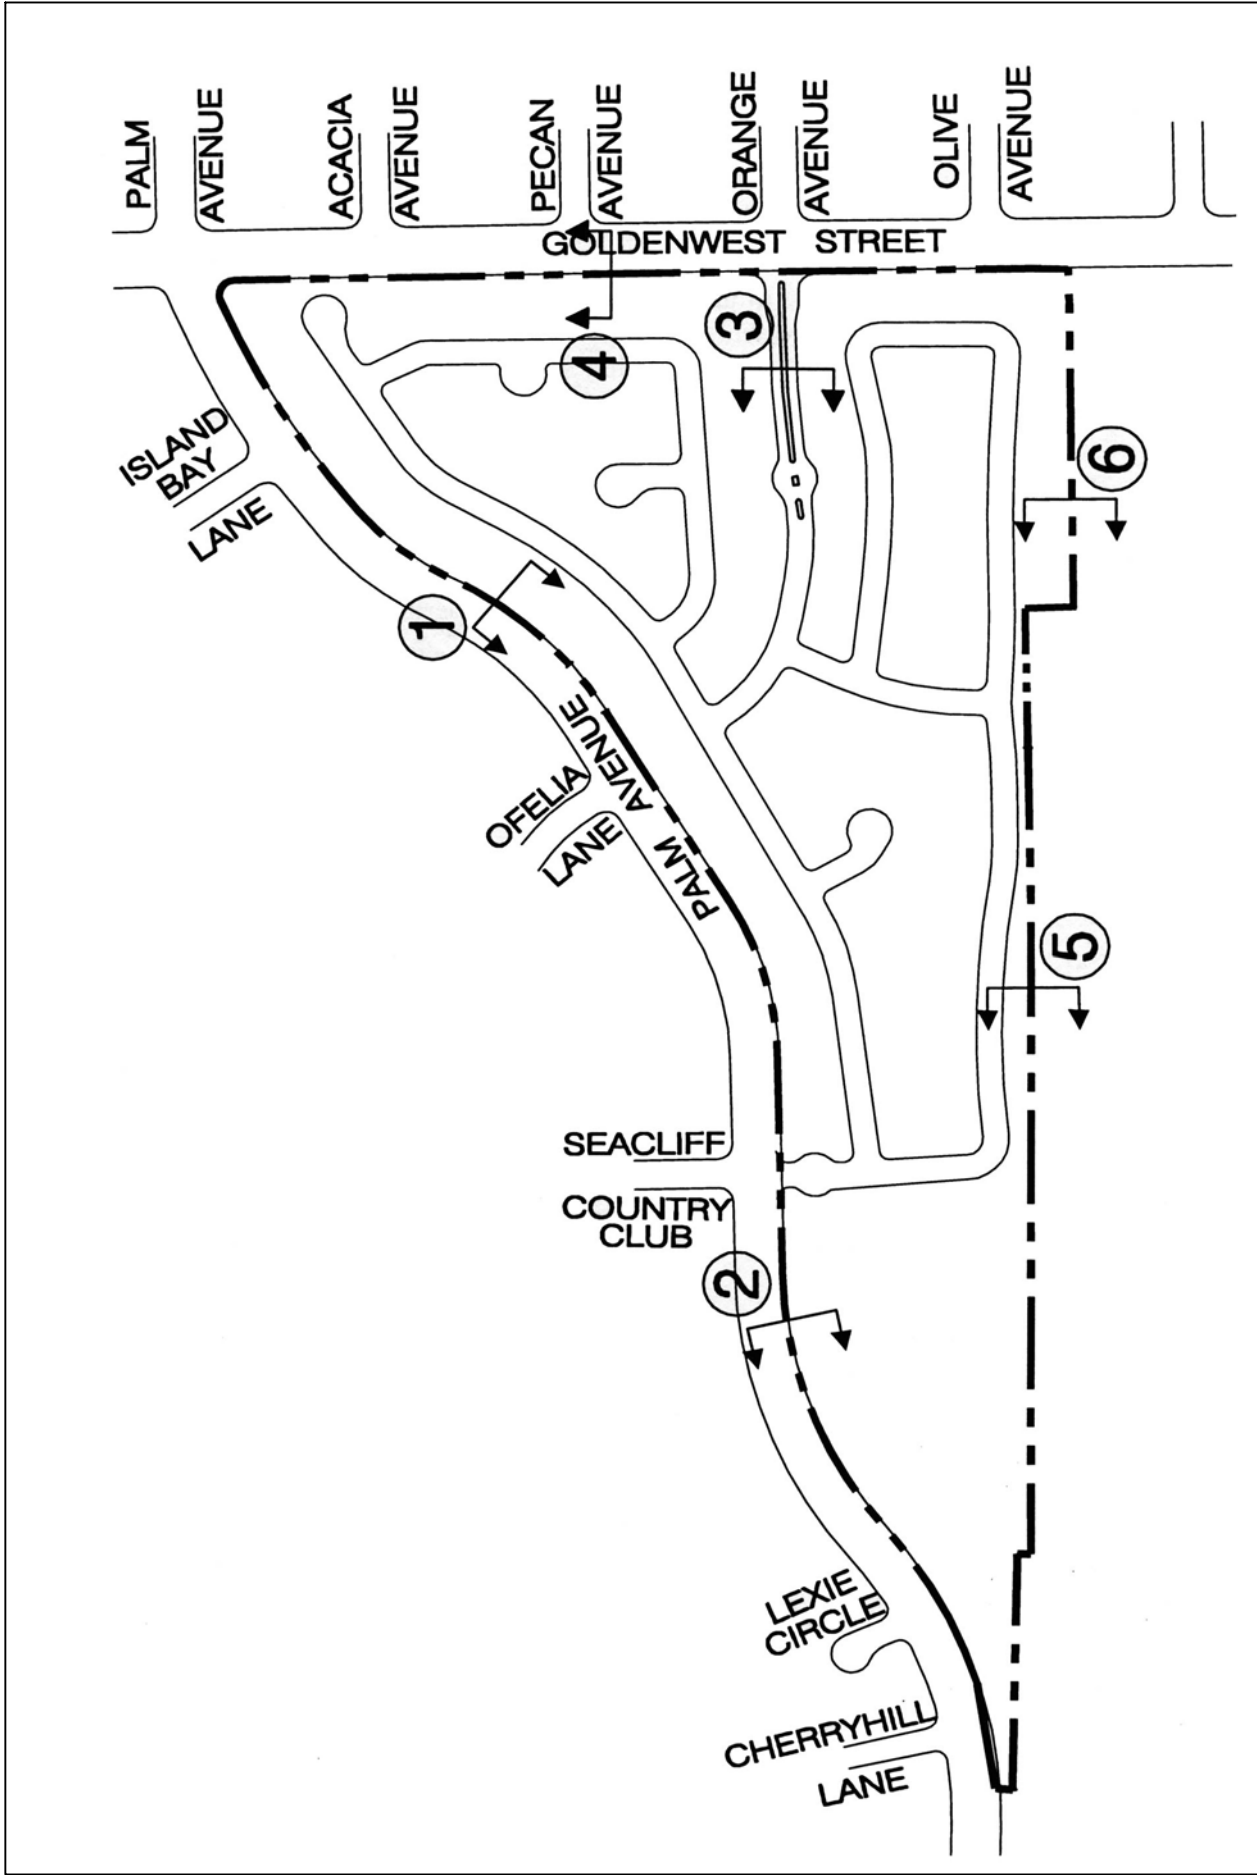 PALM
AVENUE
ACACIA
AVENUE
PECAN
AVENUE
ORANGE
AVENUE
OLIVE
AVENUE
GOLDENWEST STREET
3
4
ISLAND
BAY
LANE
6
1
OFELIA
LANE
PALM AVENUE
5
SEACLIFF
COUNTRY
CLUB
2
LEXIE
CIRCLE
CHERRYHILL
LANE